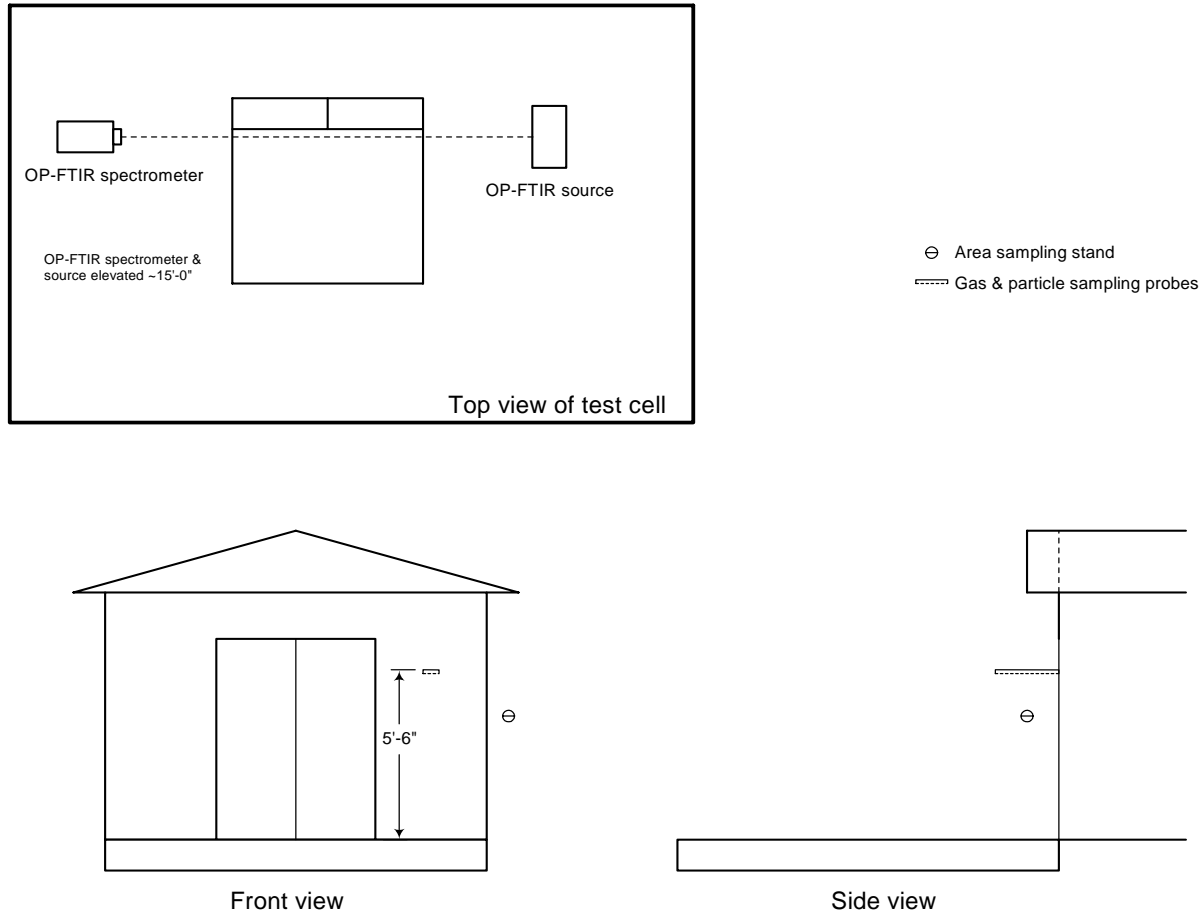 OP-FTIR spectrometer
OP-FTIR source
OP-FTIR spectrometer &
source elevated ~15'-0"
Area sampling stand
Gas & particle sampling probes
Top view of test cell
5'-6"
Front view
Side view